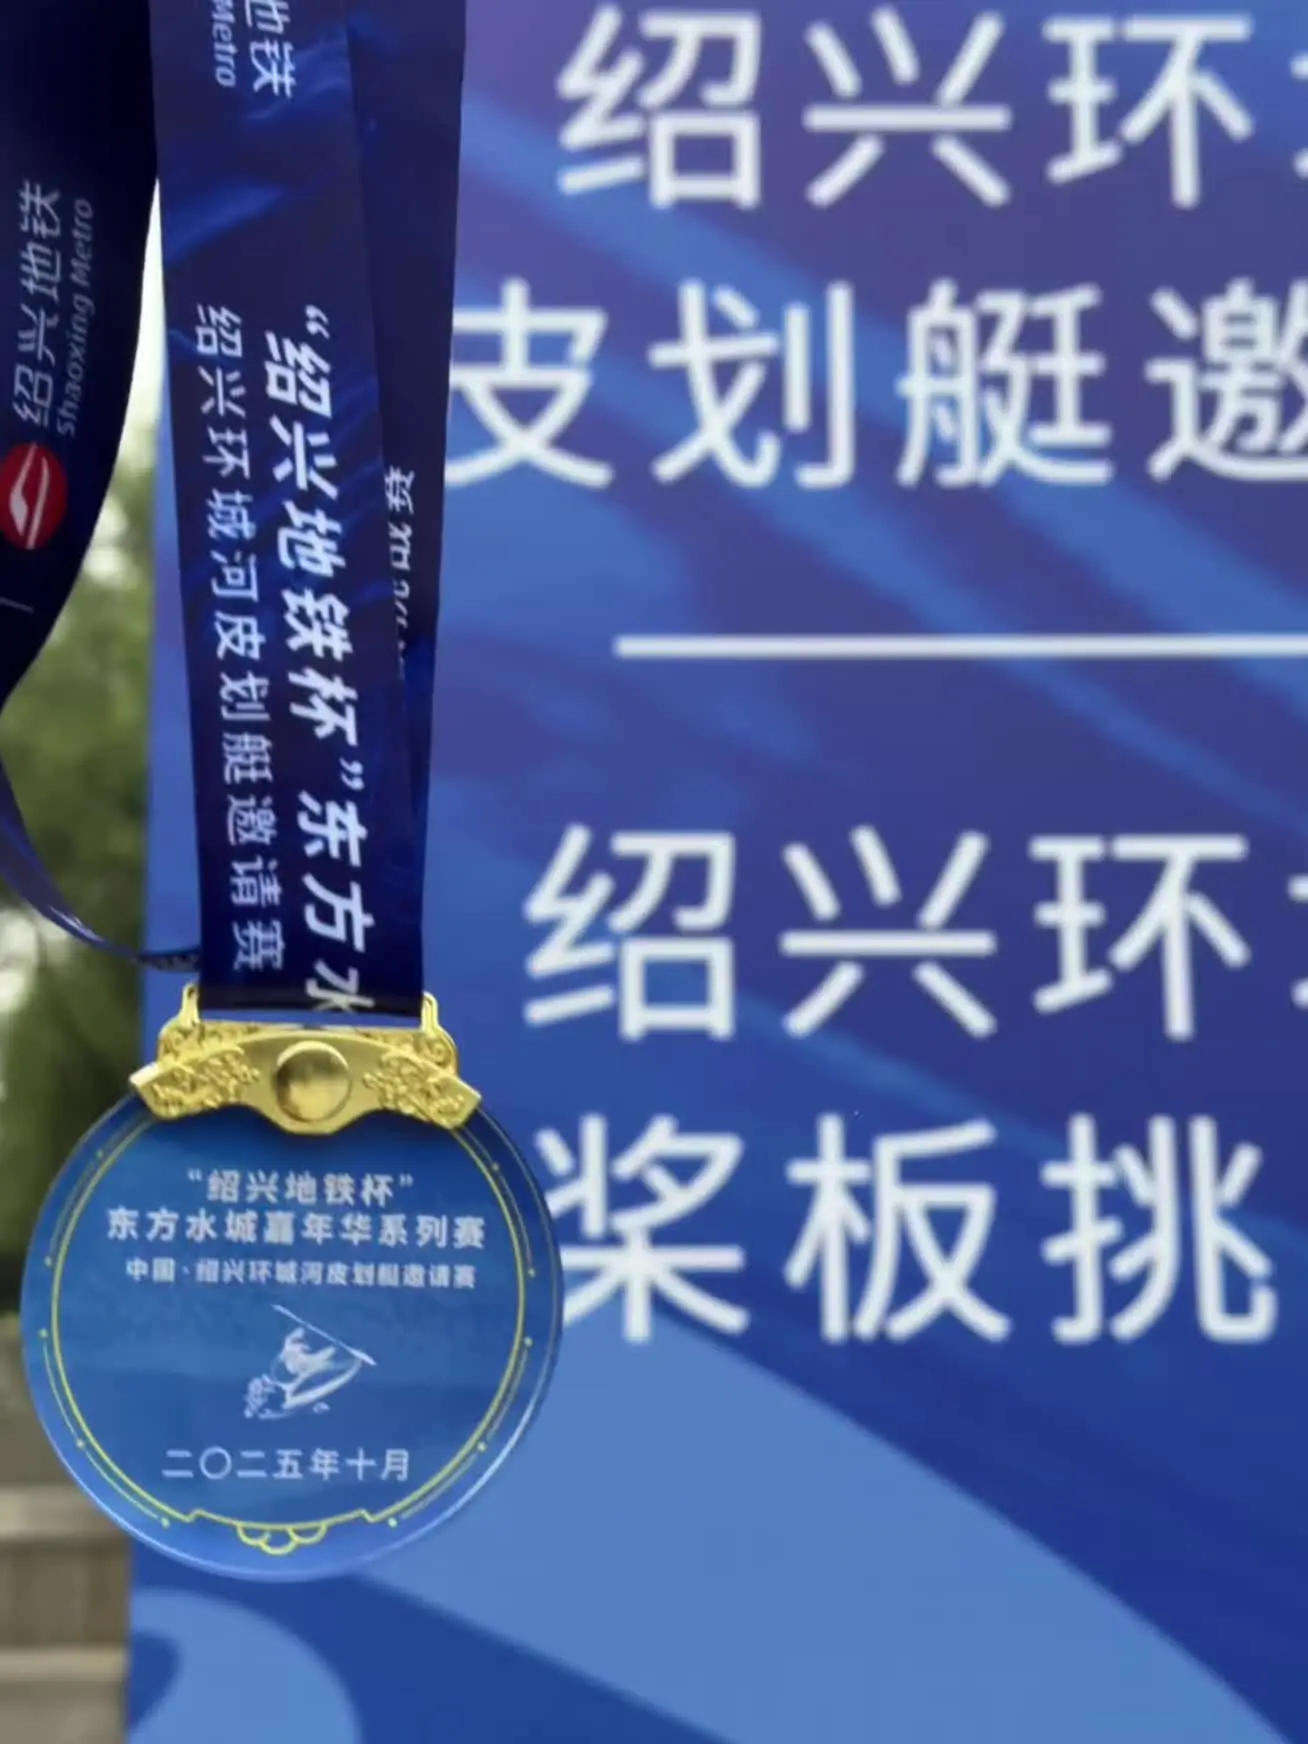 地铁
Metro
绍兴地铁
Shaoxing Metro
“绍兴地铁杯”东方水
绍兴环城河皮划艇邀请赛
赛
绍兴环
皮划艇邀
绍兴环
桨板挑
“绍兴地铁杯”
东方水城嘉年华系列赛
中国·绍兴环城河皮划艇邀请赛
二〇二五年十月